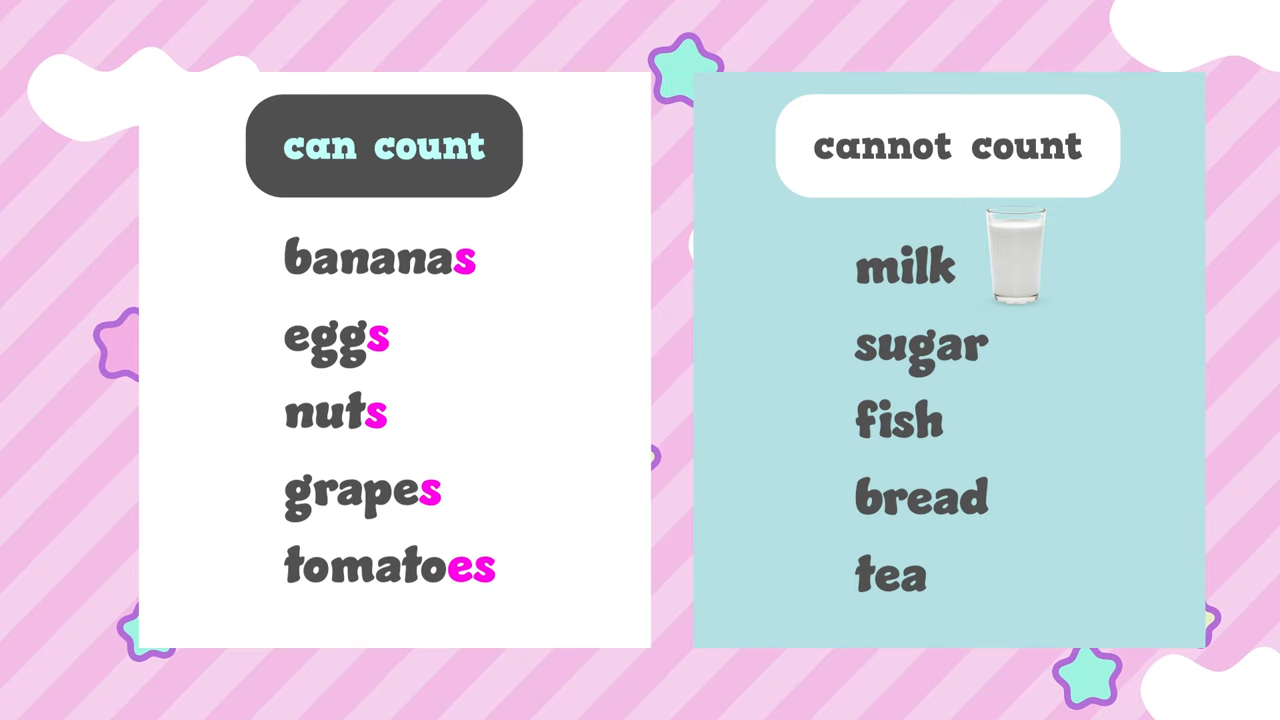 can count
bananas
eggs
nuts
grapes
tomatoes
cannot count
milk
sugar
fish
bread
tea